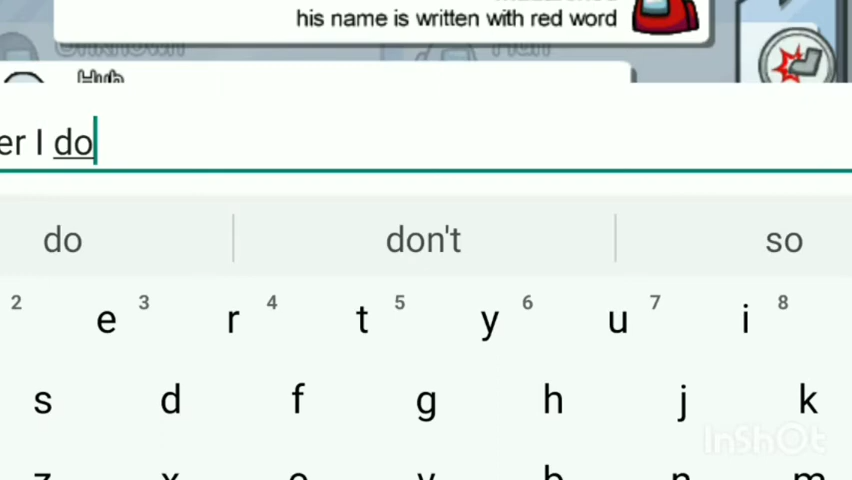 his name is written with red word
Hub
er I do
do don't so
2 e 3 r 4 t 5 y 6 u 7 i 8
s d f g h j k
InShOt